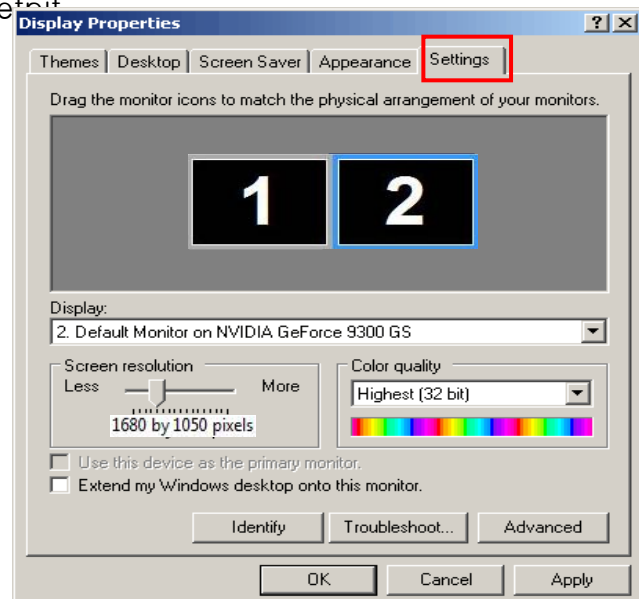 Display Properties
Themes Desktop Screen Saver Appearance Settings
Drag the monitor icons to match the physical arrangement of your monitors.
1 2
Display:
2. Default Monitor on NVIDIA GeForce 9300 GS
Screen resolution
Less More
1680 by 1050 pixels
Color quality
Highest (32 bit)
Use this device as the primary monitor.
Extend my Windows desktop onto this monitor.
Identify Troubleshoot... Advanced
OK Cancel Apply